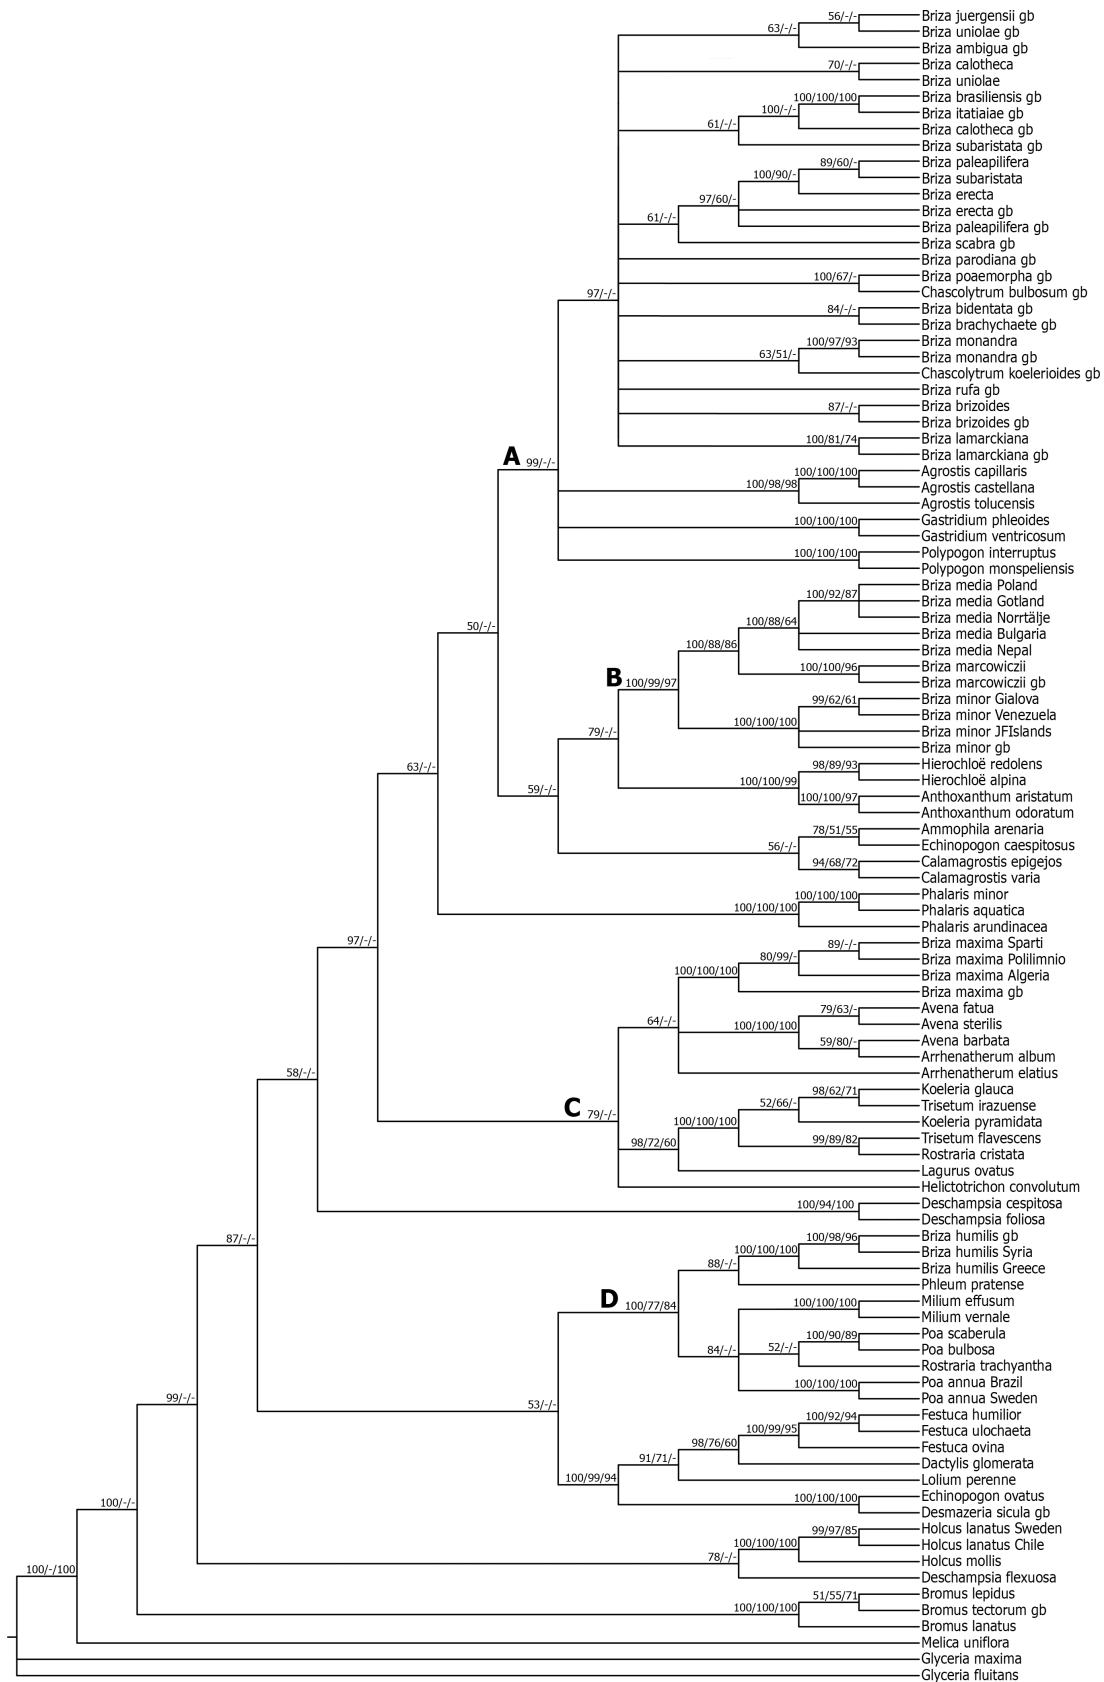 56/-/-
Briza juergensii gb
63/-/-
Briza uniolae gb
Briza ambigua gb
70/-/-
Briza calotheca
Briza uniolae
100/100/100
Briza brasiliensis gb
100/-/-
Briza itatiaiae gb
61/-/-
Briza calotheca gb
Briza subaristata gb
89/60/-
Briza paleapilifera
100/90/-
Briza subaristata
97/60/-
Briza erecta
61/-/-
Briza erecta gb
Briza paleapilifera gb
Briza scabra gb
Briza parodiana gb
100/67/-
Briza poaemorpha gb
97/-/-
Chascolytrum bulbosum gb
84/-/-
Briza bidentata gb
Briza brachychaete gb
100/97/93
Briza monandra
63/51/-
Briza monandra gb
Chascolytrum koelerioides gb
Briza rufa gb
87/-/-
Briza brizoides
Briza brizoides gb
100/81/74
Briza lamarckiana
Briza lamarckiana gb
A 99/-/-
100/100/100
Agrostis capillaris
100/98/98
Agrostis castellana
Agrostis tolucensis
100/100/100
Gastridium phleoides
Gastridium ventricosum
100/100/100
Polypogon interruptus
Polypogon monspeliensis
100/92/87
Briza media Poland
Briza media Gotland
100/88/64
Briza media Norrtälje
50/-/-
Briza media Bulgaria
100/88/86
Briza media Nepal
100/100/96
Briza marcowiczii
B 100/99/97
Briza marcowiczii gb
99/62/61
Briza minor Gialova
100/100/100
Briza minor Venezuela
79/-/-
Briza minor JFIslands
Briza minor gb
98/89/93
Hierochloë redolens
63/-/-
100/100/99
Hierochloë alpina
59/-/-
100/100/97
Anthoxanthum aristatum
Anthoxanthum odoratum
78/51/55
Ammophila arenaria
56/-/-
Echinopogon caespitosus
94/68/72
Calamagrostis epigejos
Calamagrostis varia
100/100/100
Phalaris minor
100/100/100
Phalaris aquatica
Phalaris arundinacea
97/-/-
89/-/-
Briza maxima Sparti
80/99/-
Briza maxima Polilimnio
100/100/100
Briza maxima Algeria
Briza maxima gb
79/63/-
Avena fatua
64/-/-
100/100/100
Avena sterilis
59/80/-
Avena barbata
Arrhenatherum album
58/-/-
Arrhenatherum elatius
98/62/71
Koeleria glauca
52/66/-
Trisetum irazuense
C 79/-/-
100/100/100
Koeleria pyramidata
98/72/60
99/89/82
Trisetum flavescens
Rostraria cristata
Lagurus ovatus
Helictotrichon convolutum
100/94/100
Deschampsia cespitosa
Deschampsia foliosa
87/-/-
100/98/96
Briza humilis gb
100/100/100
Briza humilis Syria
88/-/-
Briza humilis Greece
Phleum pratense
D 100/77/84
100/100/100
Milium effusum
Milium vernale
100/90/89
Poa scaberula
84/-/-
52/-/-
Poa bulbosa
Rostraria trachyantha
100/100/100
Poa annua Brazil
99/-/-
Poa annua Sweden
53/-/-
100/92/94
Festuca humilior
100/99/95
Festuca ulochaeta
98/76/60
Festuca ovina
91/71/-
Dactylis glomerata
100/99/94
Lolium perenne
100/-/-
100/100/100
Echinopogon ovatus
Desmazeria sicula gb
99/97/85
Holcus lanatus Sweden
100/100/100
Holcus lanatus Chile
78/-/-
Holcus mollis
100/-/100
Deschampsia flexuosa
51/55/71
Bromus lepidus
100/100/100
Bromus tectorum gb
Bromus lanatus
Melica uniflora
Glyceria maxima
Glyceria fluitans